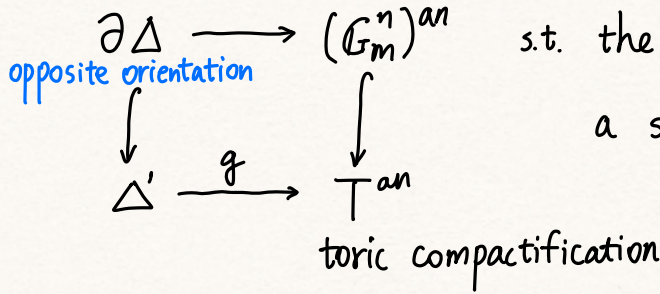 ∂Δ → (𝔾ₘⁿ)ᵃⁿ s.t. the
opposite orientation
a s
Δ' g → Tᵃⁿ
toric compactification